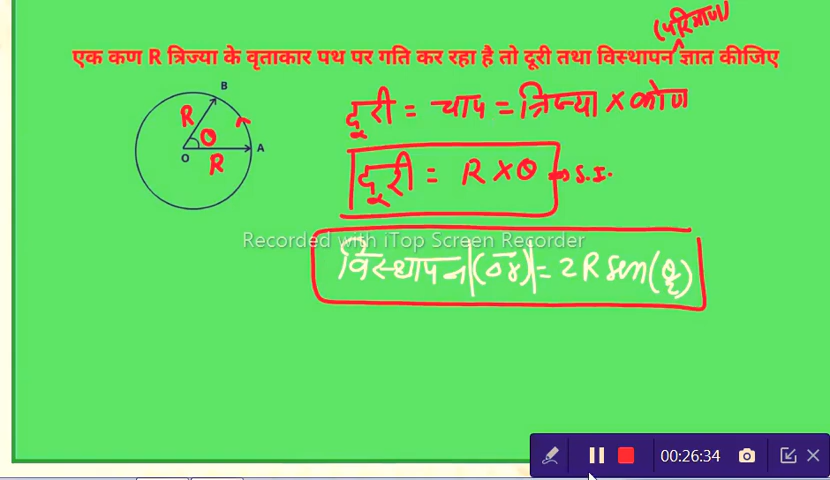 (परिमाण)
एक कण R त्रिज्या के वृताकार पथ पर गति कर रहा है तो दूरी तथा विस्थापन ज्ञात कीजिए
B
R
θ
O
R
A
दूरी = चाप = त्रिज्या × कोण
दूरी = R × θ → S.I.
Recorded with iTop Screen Recorder
विस्थापन |(Δr)| = 2R sin(θ/2)
00:26:34